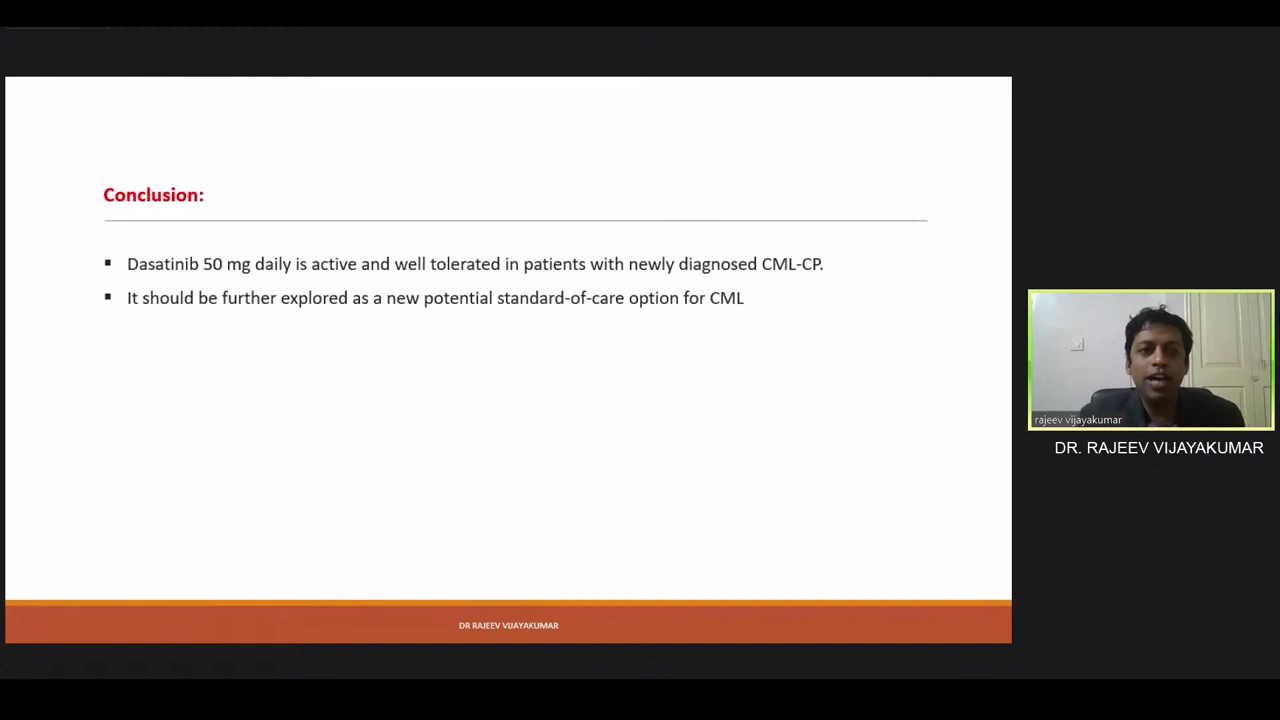 Conclusion:
▪ Dasatinib 50 mg daily is active and well tolerated in patients with newly diagnosed CML-CP.
▪ It should be further explored as a new potential standard-of-care option for CML
rajeev vijayakumar
DR. RAJEEV VIJAYAKUMAR
DR RAJEEV VIJAYAKUMAR